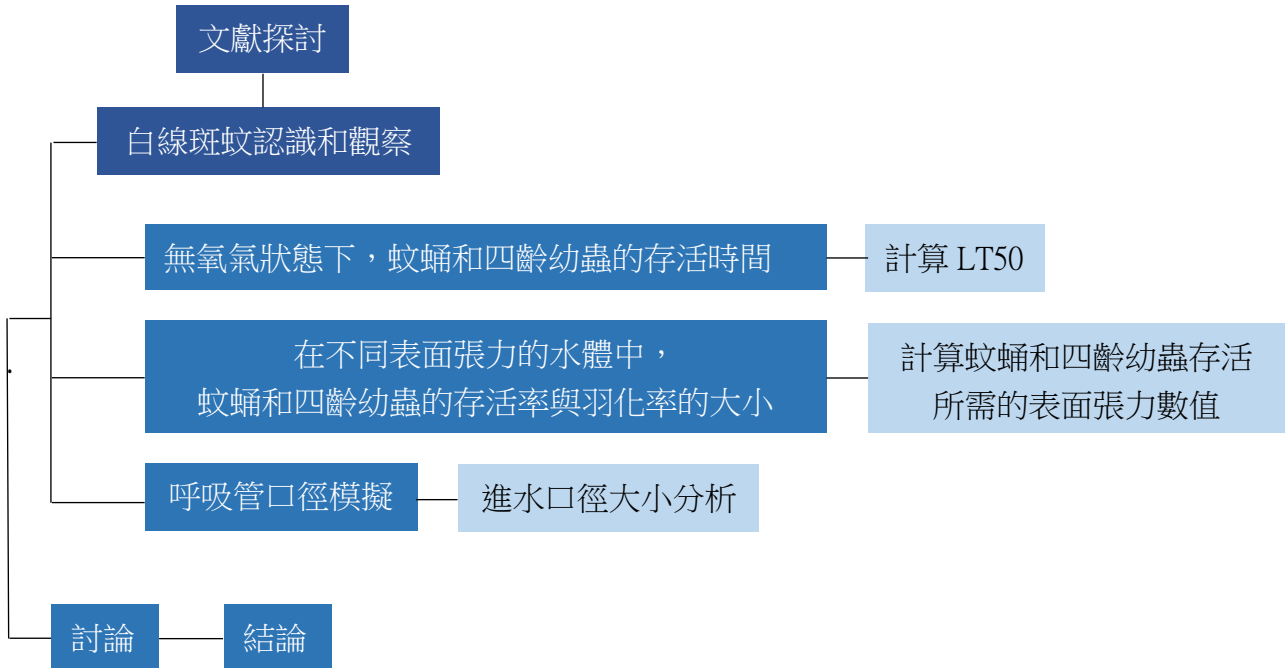 文獻探討
白線斑蚊認識和觀察
無氧氣狀態下，蚊蛹和四齡幼蟲的存活時間
計算 LT50
在不同表面張力的水體中，
蚊蛹和四齡幼蟲的存活率與羽化率的大小
計算蚊蛹和四齡幼蟲存活
所需的表面張力數值
呼吸管口徑模擬
進水口徑大小分析
討論
結論